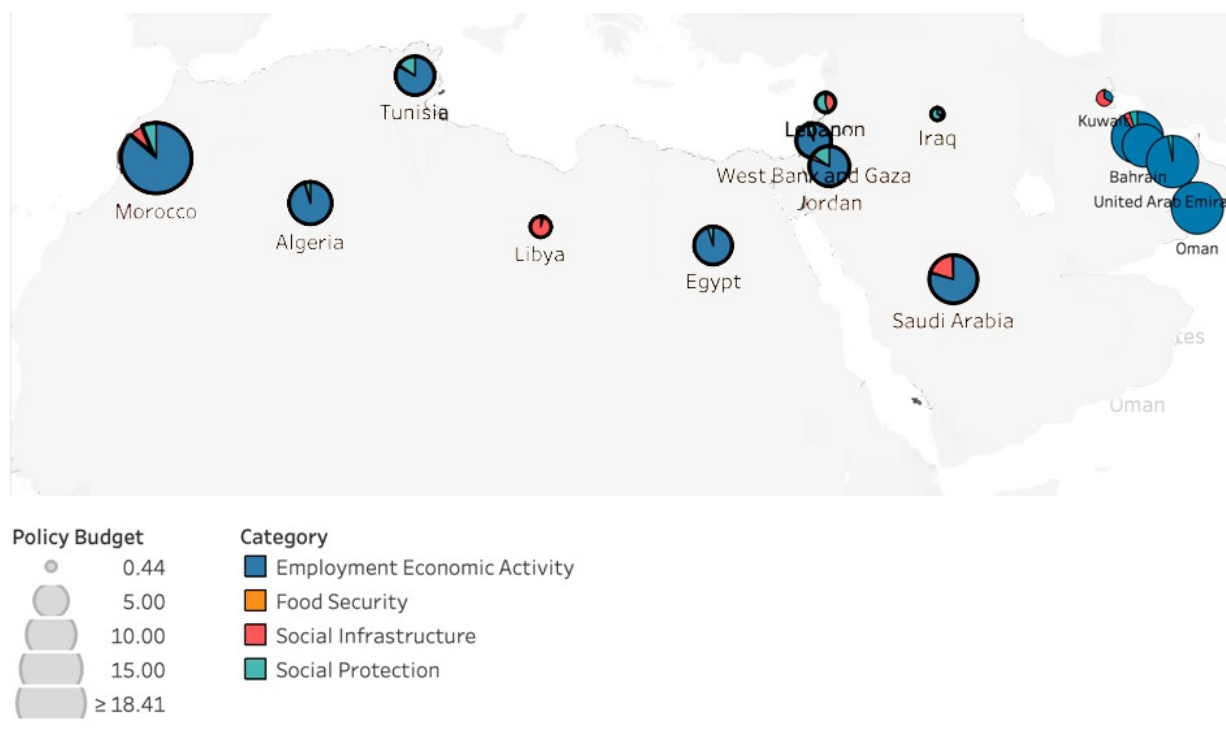 Tunisia
Lebanon
Kuwait
Iraq
West Bank and Gaza
Bahrain
Jordan
United Arab Emira
Morocco
Algeria
Libya
Egypt
Oman
Saudi Arabia
tes
Oman
Policy Budget
0.44
5.00
10.00
15.00
≥ 18.41
Category
Employment Economic Activity
Food Security
Social Infrastructure
Social Protection